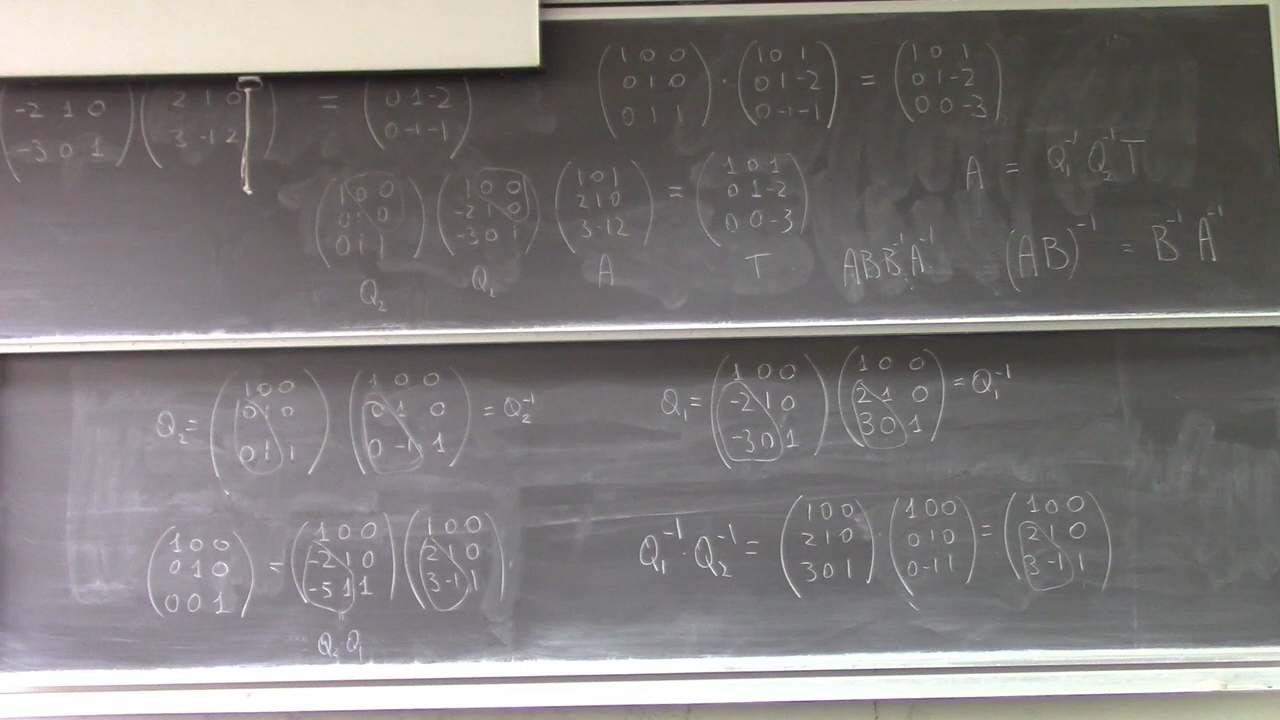 (-2 1 0 / -3 0 1) (2 1 0 / 3 -1 2) = (0 1 -2 / 0 -1 -1)
(1 0 0 / 0 1 0 / 0 1 1) · (1 0 1 / 0 1 -2 / 0 -1 -1) = (1 0 1 / 0 1 -2 / 0 0 -3)
(1 0 0 / 0 1 0 / 0 1 1) (1 0 0 / -2 1 0 / -3 0 1) (1 0 1 / 2 1 0 / 3 -1 2) = (1 0 1 / 0 1 -2 / 0 0 -3)
Q₂ Q₁ A T
A = Q₁⁻¹ Q₂⁻¹ T
A B B⁻¹ A⁻¹ (AB)⁻¹ = B⁻¹ A⁻¹
Q₂ = (1 0 0 / 0 1 0 / 0 1 1) (1 0 0 / 0 1 0 / 0 -1 1) = Q₂⁻¹
Q₁ = (1 0 0 / -2 1 0 / -3 0 1) (1 0 0 / 2 1 0 / 3 0 1) = Q₁⁻¹
(1 0 0 / 0 1 0 / 0 0 1) = (1 0 0 / -2 1 0 / -5 1 1) (1 0 0 / 2 1 0 / 3 -1 1)
Q₂·Q₁
Q₁⁻¹ · Q₂⁻¹ = (1 0 0 / 2 1 0 / 3 0 1) · (1 0 0 / 0 1 0 / 0 -1 1) = (1 0 0 / 2 1 0 / 3 -1 1)